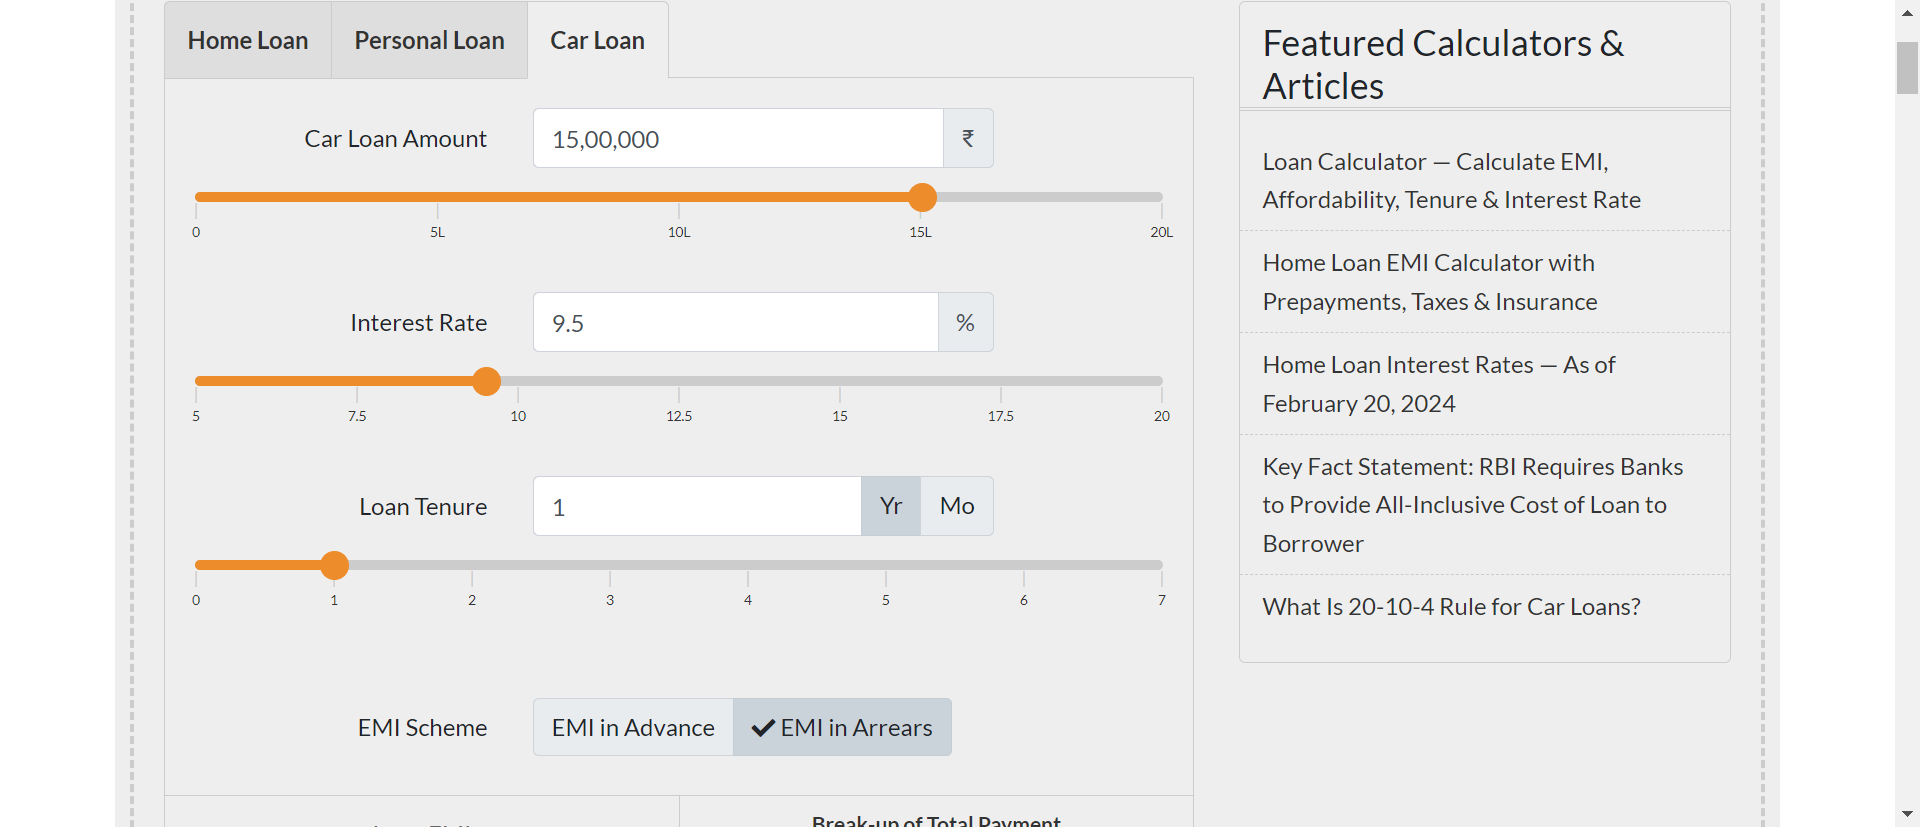 Home Loan
Personal Loan
Car Loan
Car Loan Amount
15,00,000
₹
0
5L
10L
15L
20L
Interest Rate
9.5
%
5
7.5
10
12.5
15
17.5
20
Loan Tenure
1
Yr
Mo
0
1
2
3
4
5
6
7
EMI Scheme
EMI in Advance
EMI in Arrears
Break-up of Total Payment
Featured Calculators &
Articles
Loan Calculator — Calculate EMI,
Affordability, Tenure & Interest Rate
Home Loan EMI Calculator with
Prepayments, Taxes & Insurance
Home Loan Interest Rates — As of
February 20, 2024
Key Fact Statement: RBI Requires Banks
to Provide All-Inclusive Cost of Loan to
Borrower
What Is 20-10-4 Rule for Car Loans?